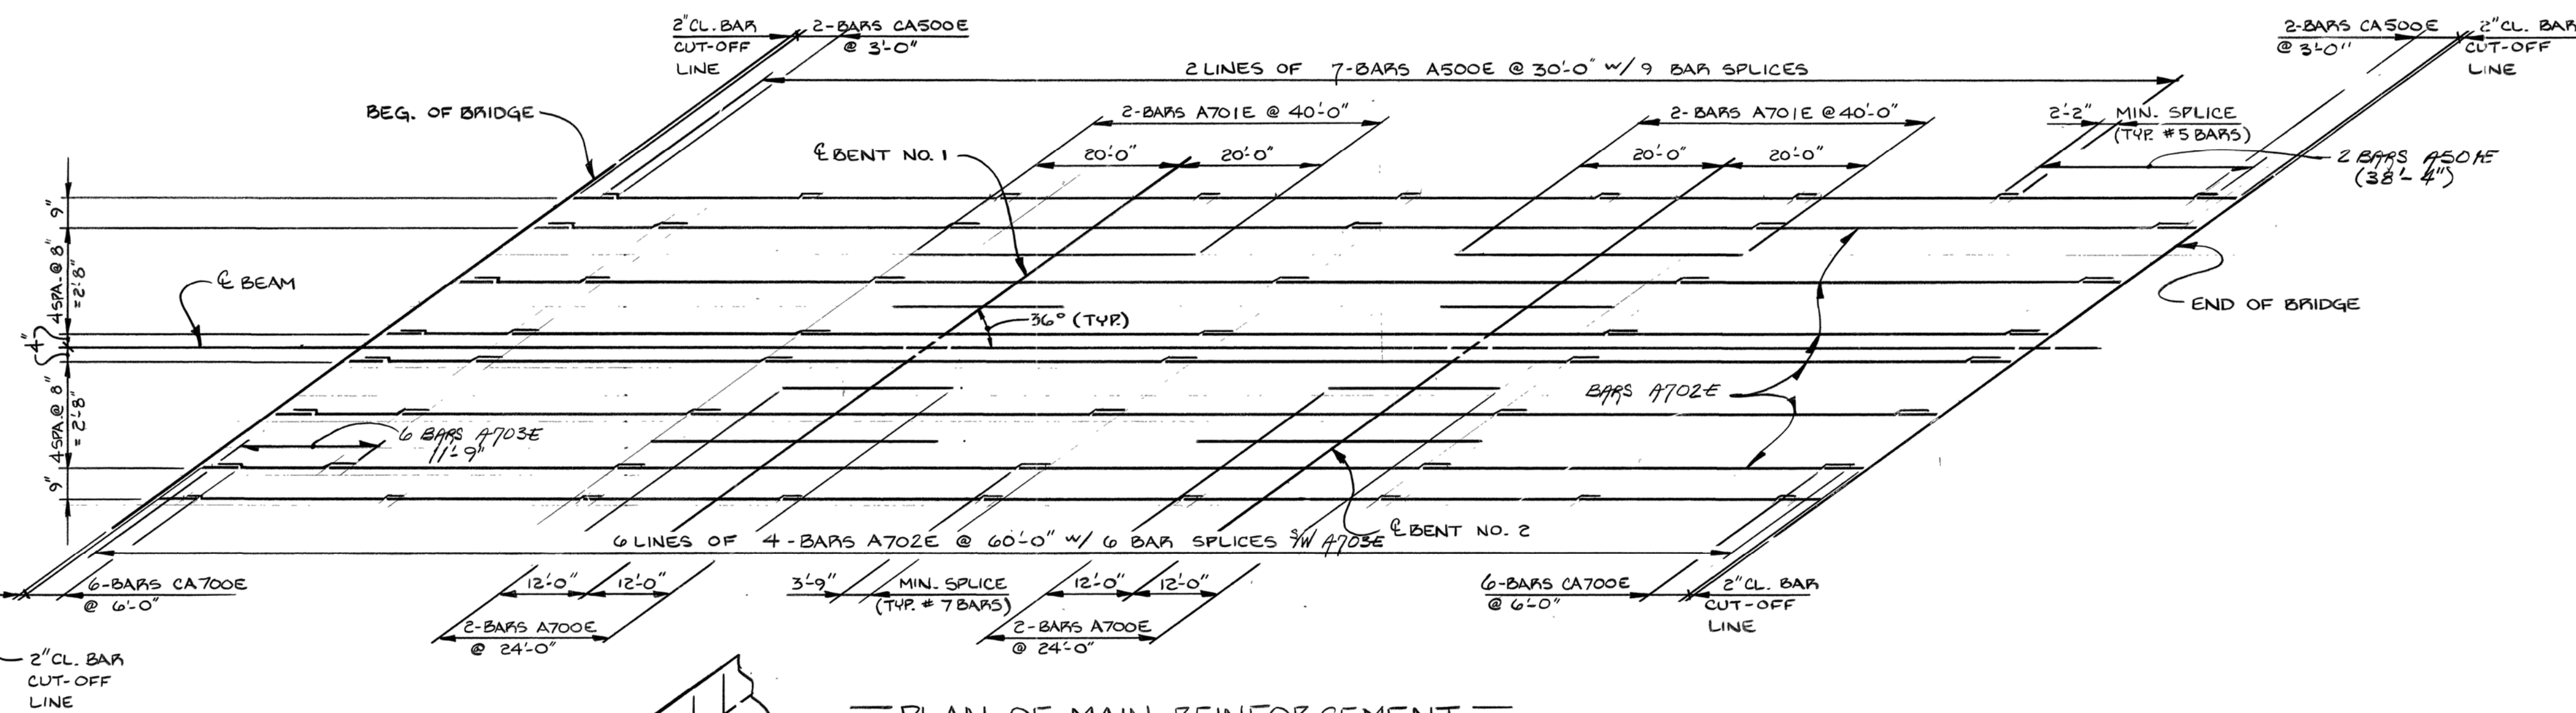 2"CL. BAR
CUT-OFF
LINE
2-BARS CA500E
@ 3'-0"
2-BARS CA500E
@ 3'-0"
2"CL. BAR
CUT-OFF
LINE
2 LINES OF 7-BARS A500E @ 30'-0" W/ 9 BAR SPLICES
BEG. OF BRIDGE
2-BARS A701E @ 40'-0"
2-BARS A701E @ 40'-0"
2'-2" MIN. SPLICE
(TYP. #5 BARS)
℄ BENT NO. 1
20'-0" 20'-0"
20'-0" 20'-0"
2 BARS A501E
(38'-4")
9"
4 SPA. @ 8"
= 2'-8"
℄ BEAM
4"
36° (TYP.)
END OF BRIDGE
4 SPA. @ 8"
= 2'-8"
BARS A702E
6 BARS A703E
11'-9"
9"
℄ BENT NO. 2
6 LINES OF 4-BARS A702E @ 60'-0" W/ 6 BAR SPLICES S/W A703E
6-BARS CA700E
@ 6'-0"
12'-0" 12'-0"
3'-9" MIN. SPLICE
(TYP. # 7 BARS)
12'-0" 12'-0"
6-BARS CA700E
@ 6'-0"
2"CL. BAR
CUT-OFF
LINE
2-BARS A700E
@ 24'-0"
2-BARS A700E
@ 24'-0"
2"CL. BAR
CUT-OFF
LINE
PLAN OF MAIN REINFORCEMENT